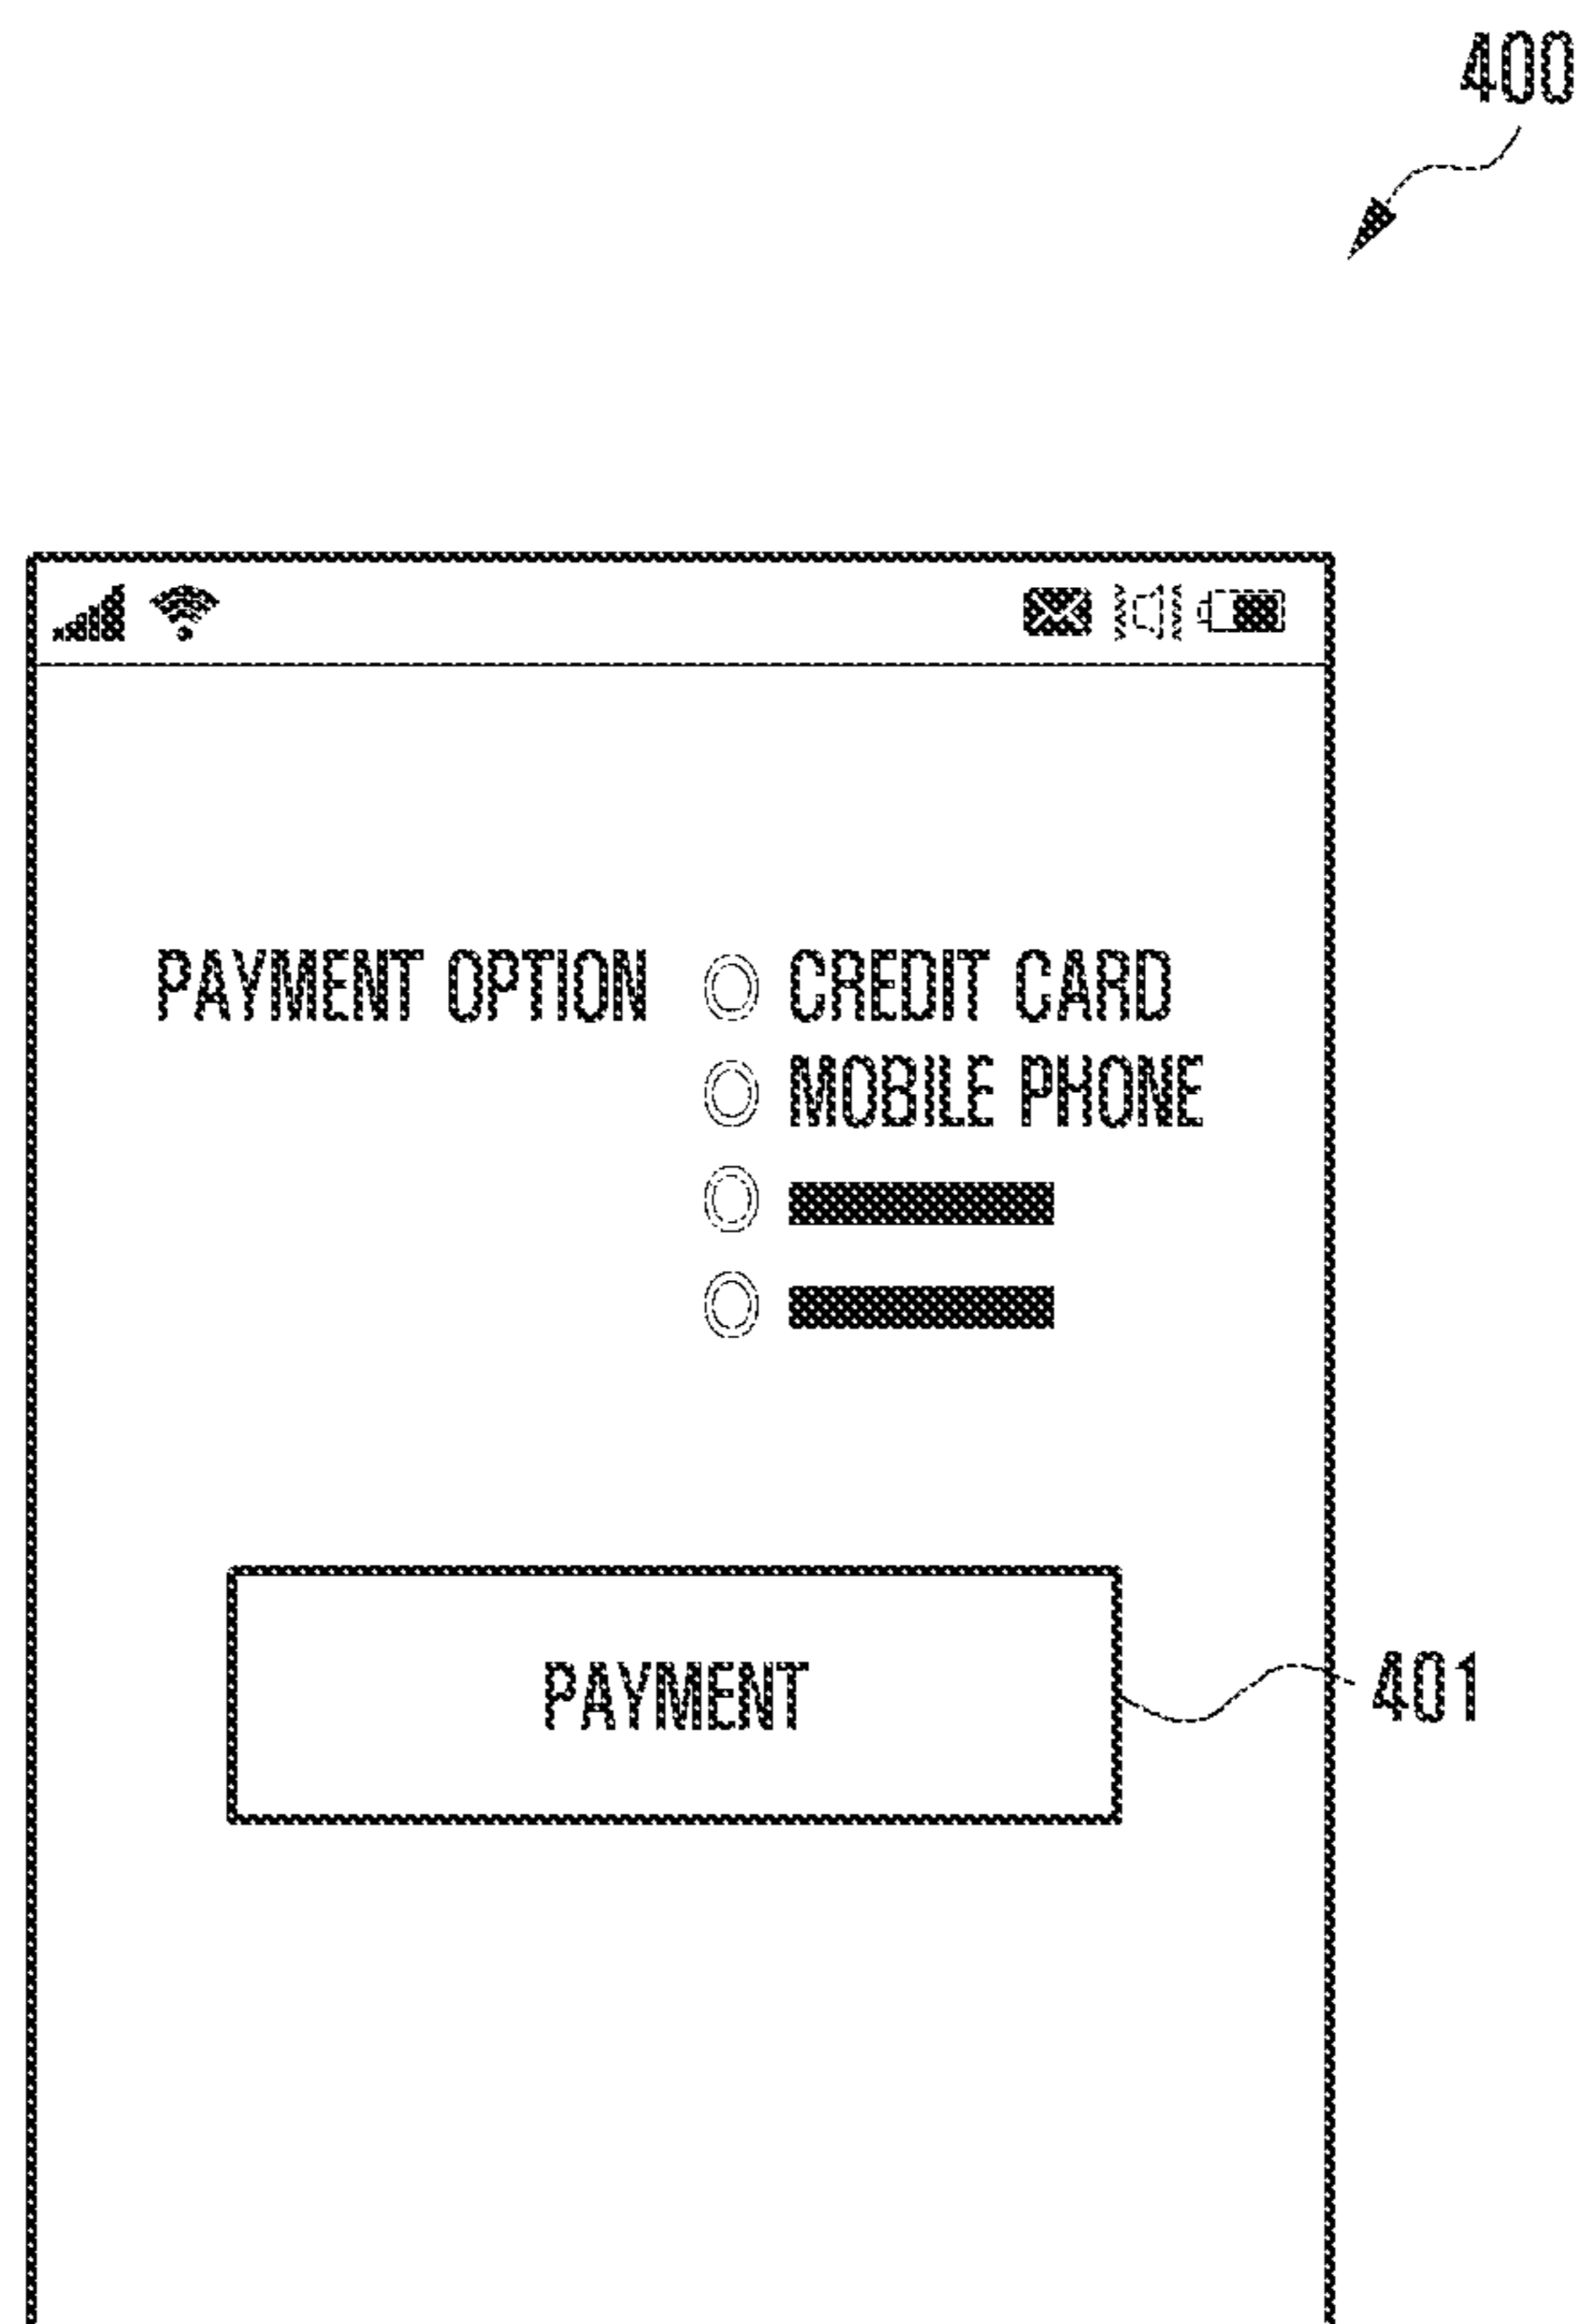 400
PAYMENT OPTION CREDIT CARD
MOBILE PHONE
PAYMENT
401